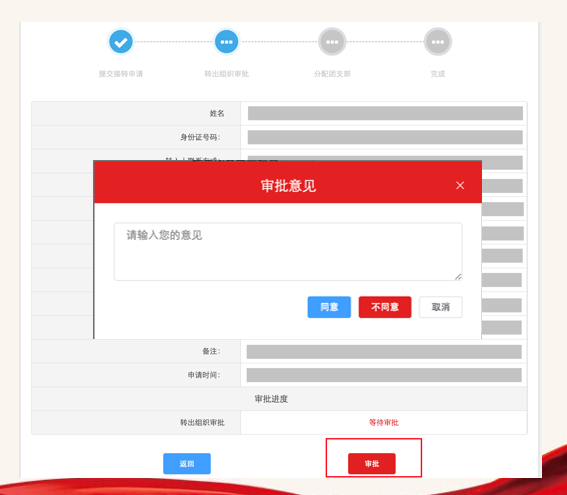 提交接转申请 转出组织审批 分配团支部 完成
姓名
身份证号码：
审批意见 ×
请输入您的意见
同意 不同意 取消
备注：
申请时间：
审批进度
转出组织审批 等待审批
返回 审批